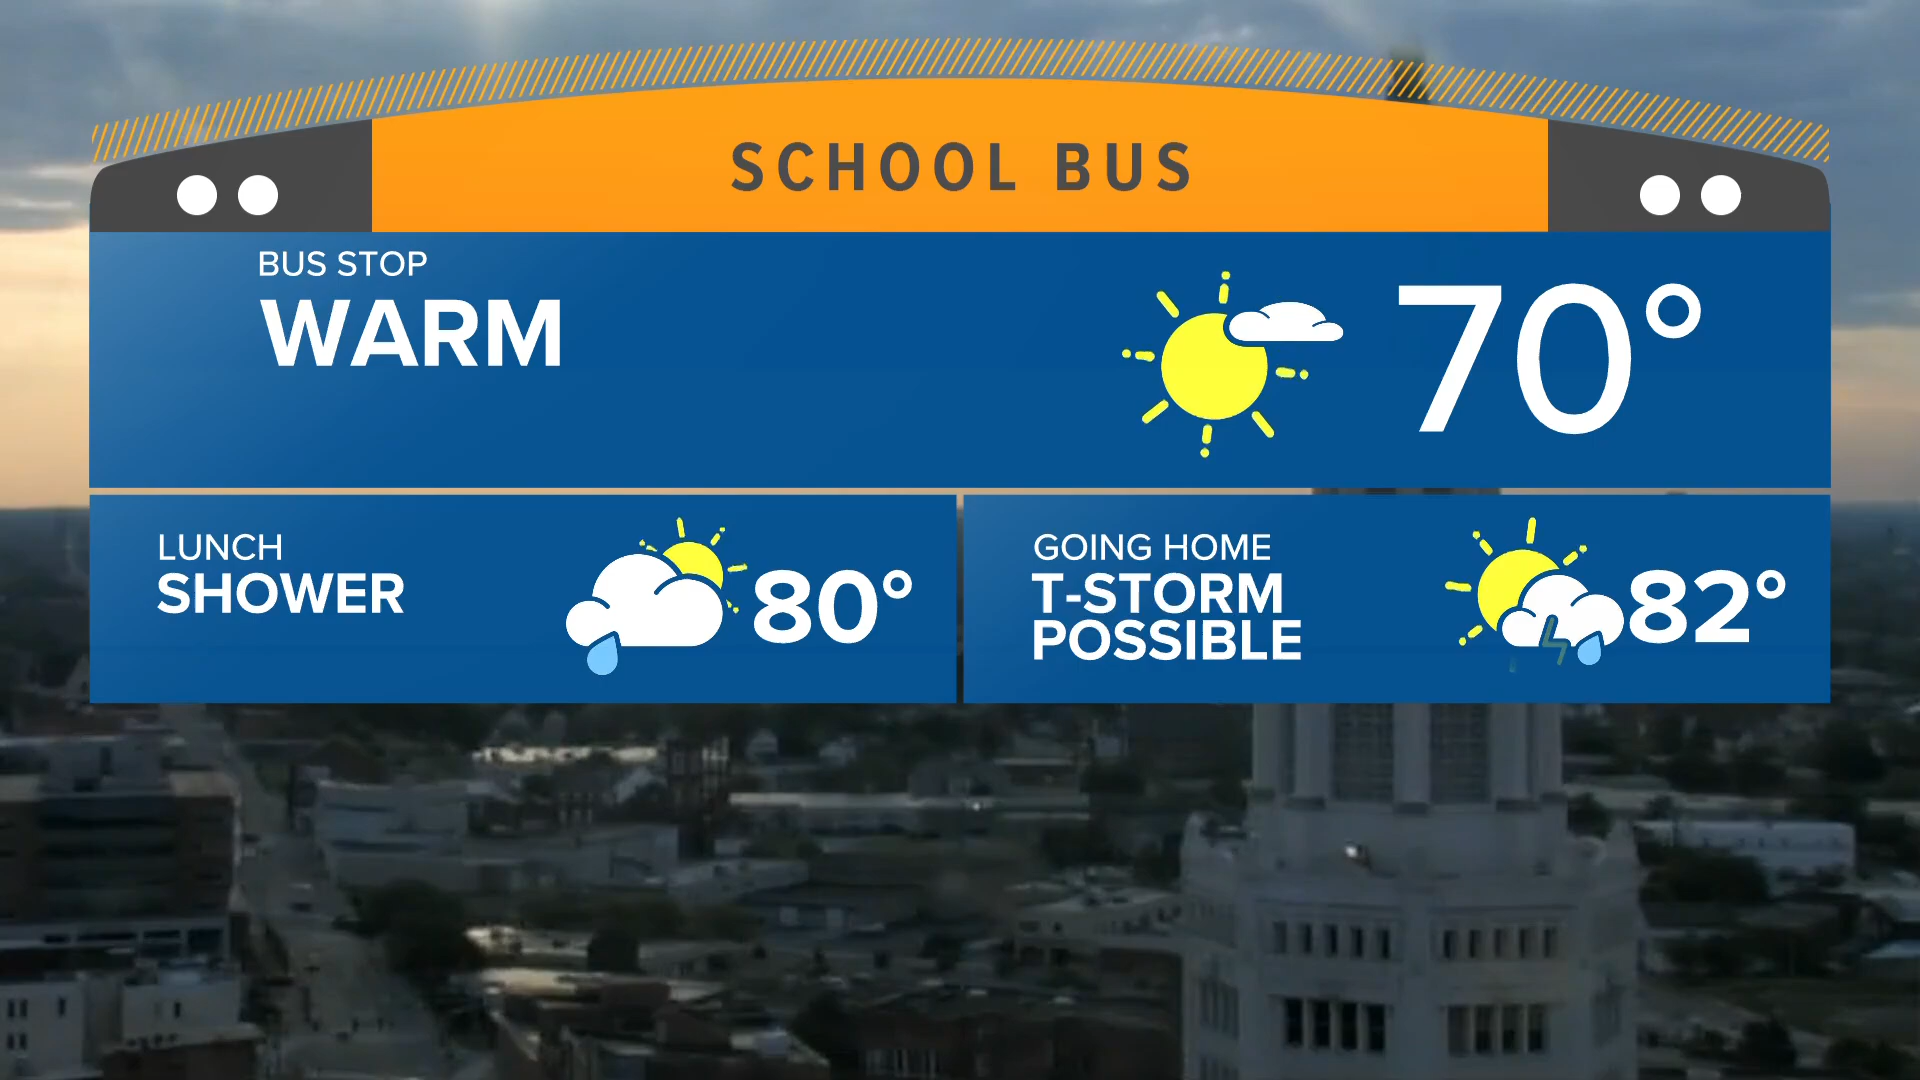 SCHOOL BUS
BUS STOP
WARM
70°
LUNCH
SHOWER
80°
GOING HOME
T-STORM
POSSIBLE
82°